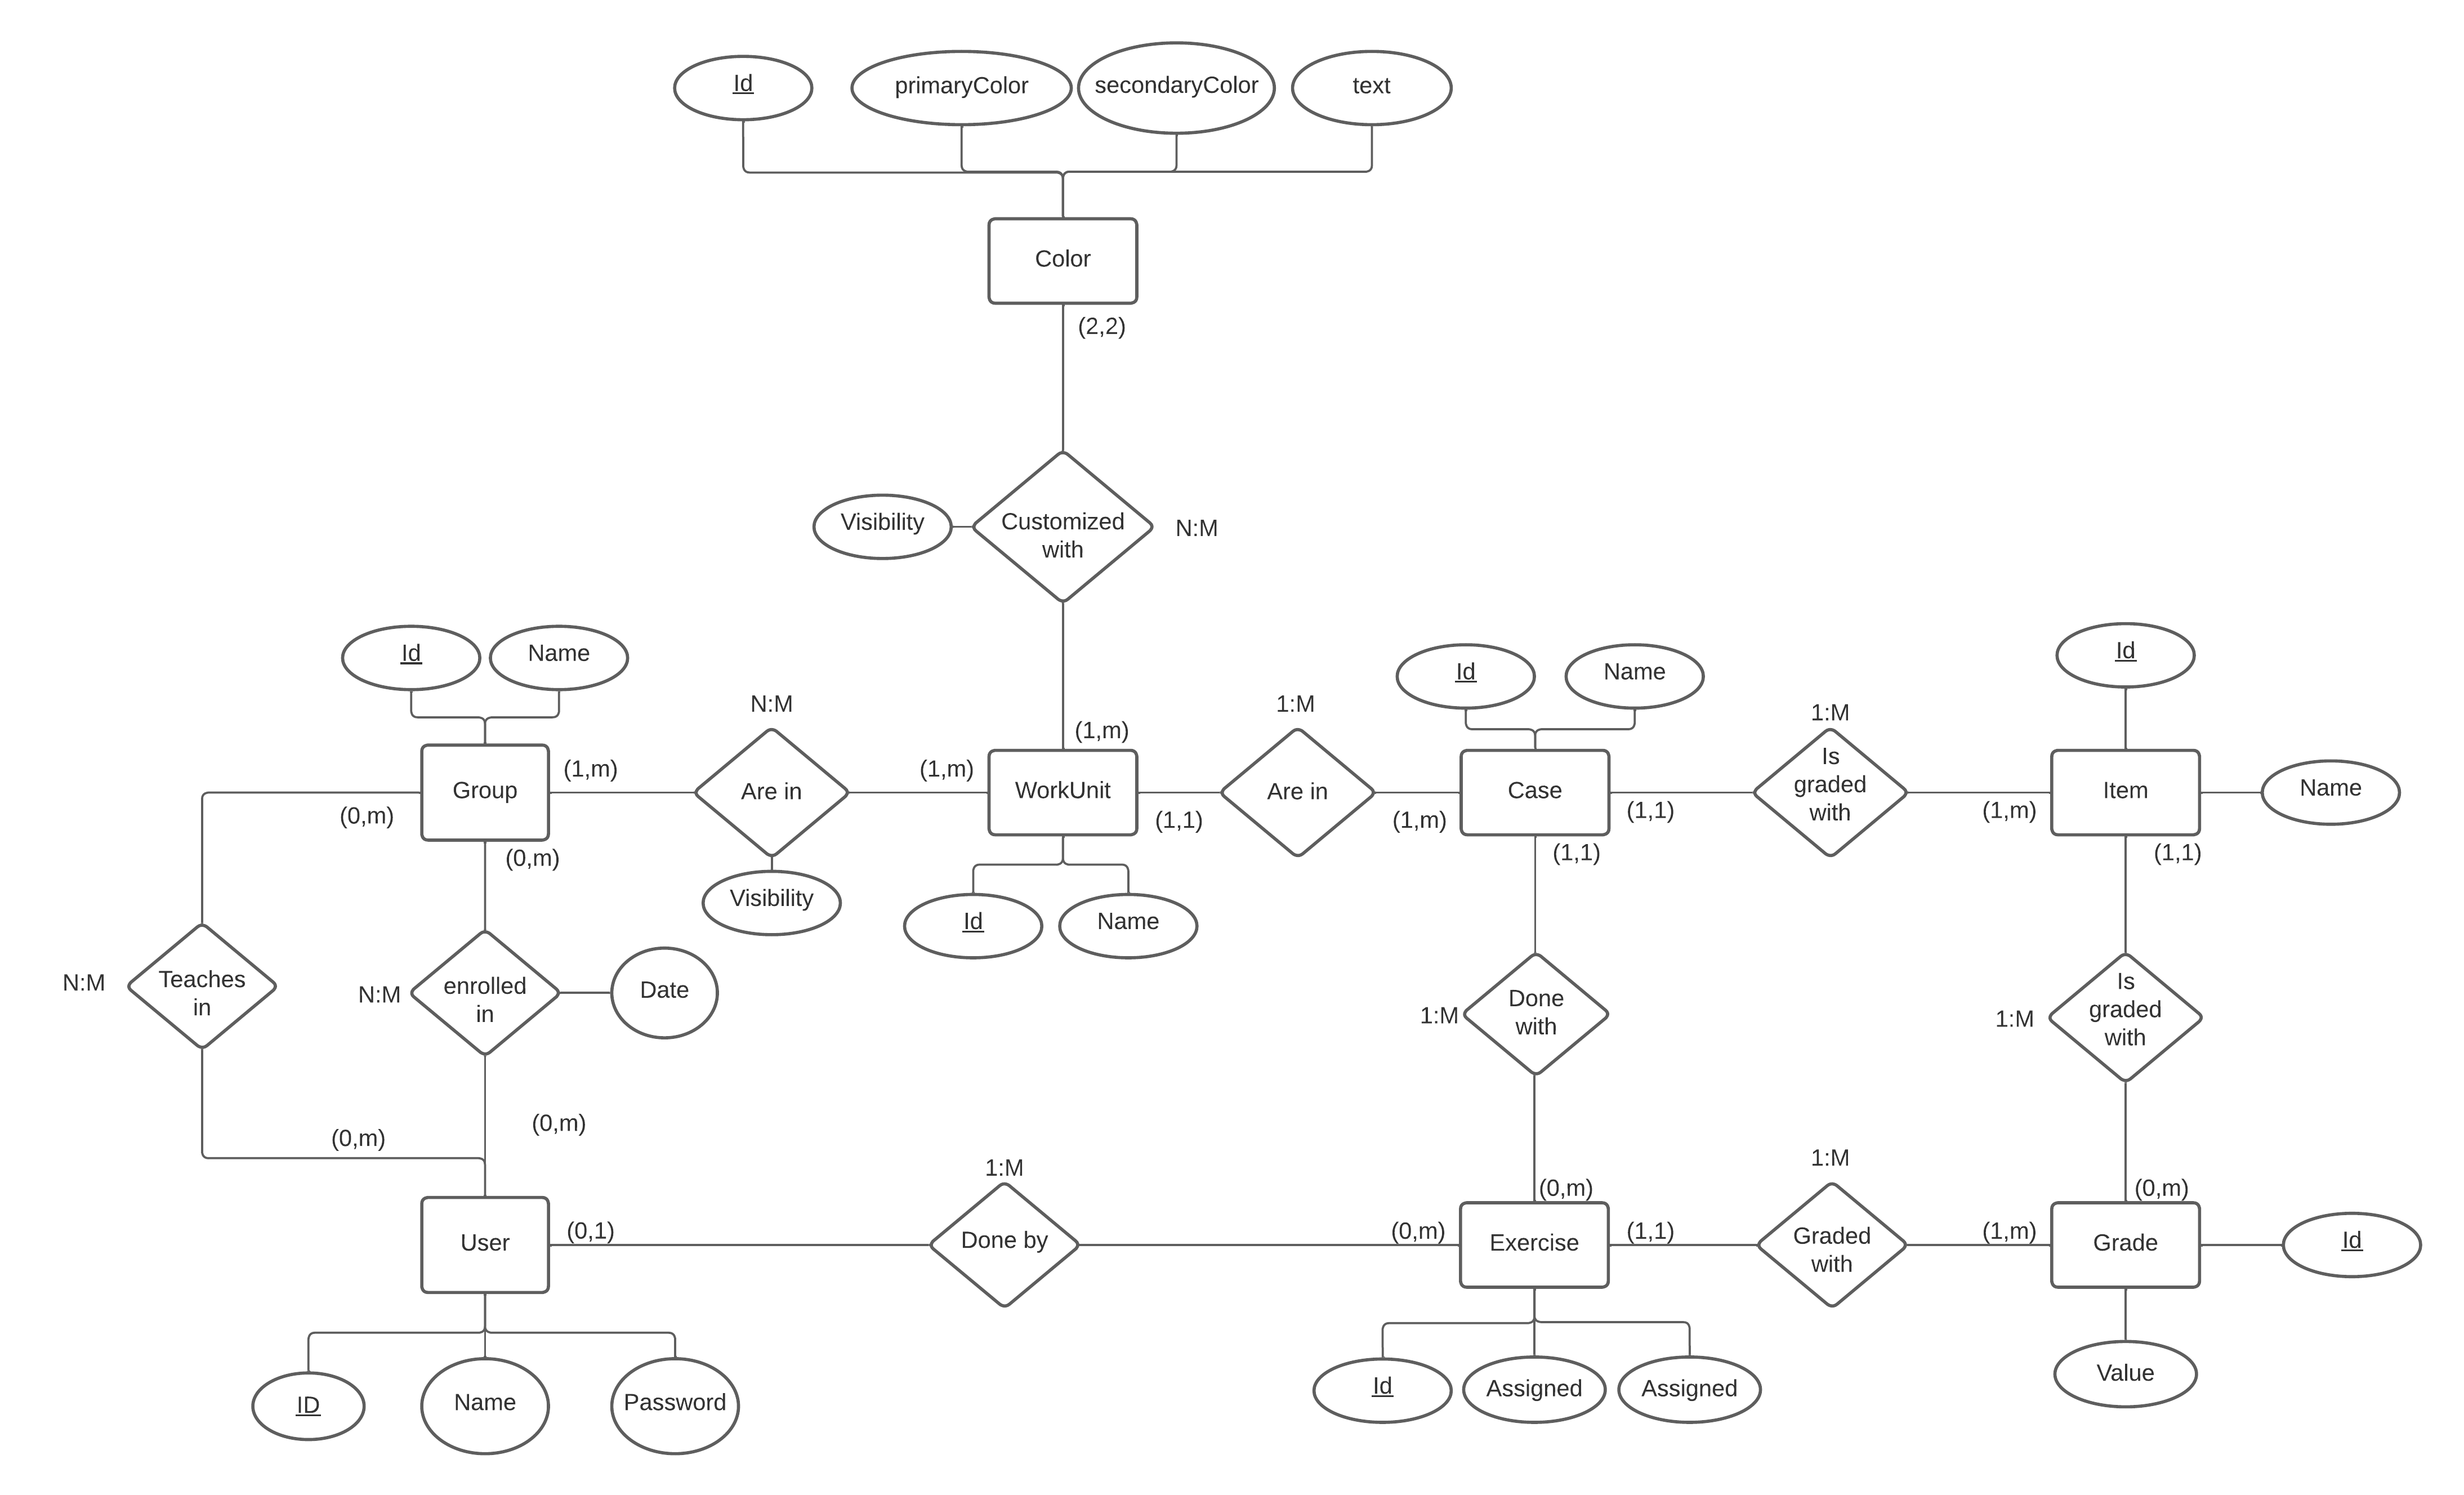 Id
primaryColor
secondaryColor
text
Color
(2,2)
Visibility
Customized
with
N:M
Id
Name
N:M
(1,m)
1:M
Id
Name
1:M
Id
Group
(1,m)
Are in
(1,m)
WorkUnit
(1,1)
Are in
(1,m)
Case
(1,1)
Is
graded
with
(1,m)
Item
Name
(0,m)
(0,m)
Visibility
Id
Name
(1,1)
(1,1)
N:M
Teaches
in
N:M
enrolled
in
Date
1:M
Done
with
1:M
Is
graded
with
(0,m)
(0,m)
1:M
(0,m)
1:M
(0,m)
User
(0,1)
Done by
(0,m)
Exercise
(1,1)
Graded
with
(1,m)
Grade
Id
ID
Name
Password
Id
Assigned
Assigned
Value